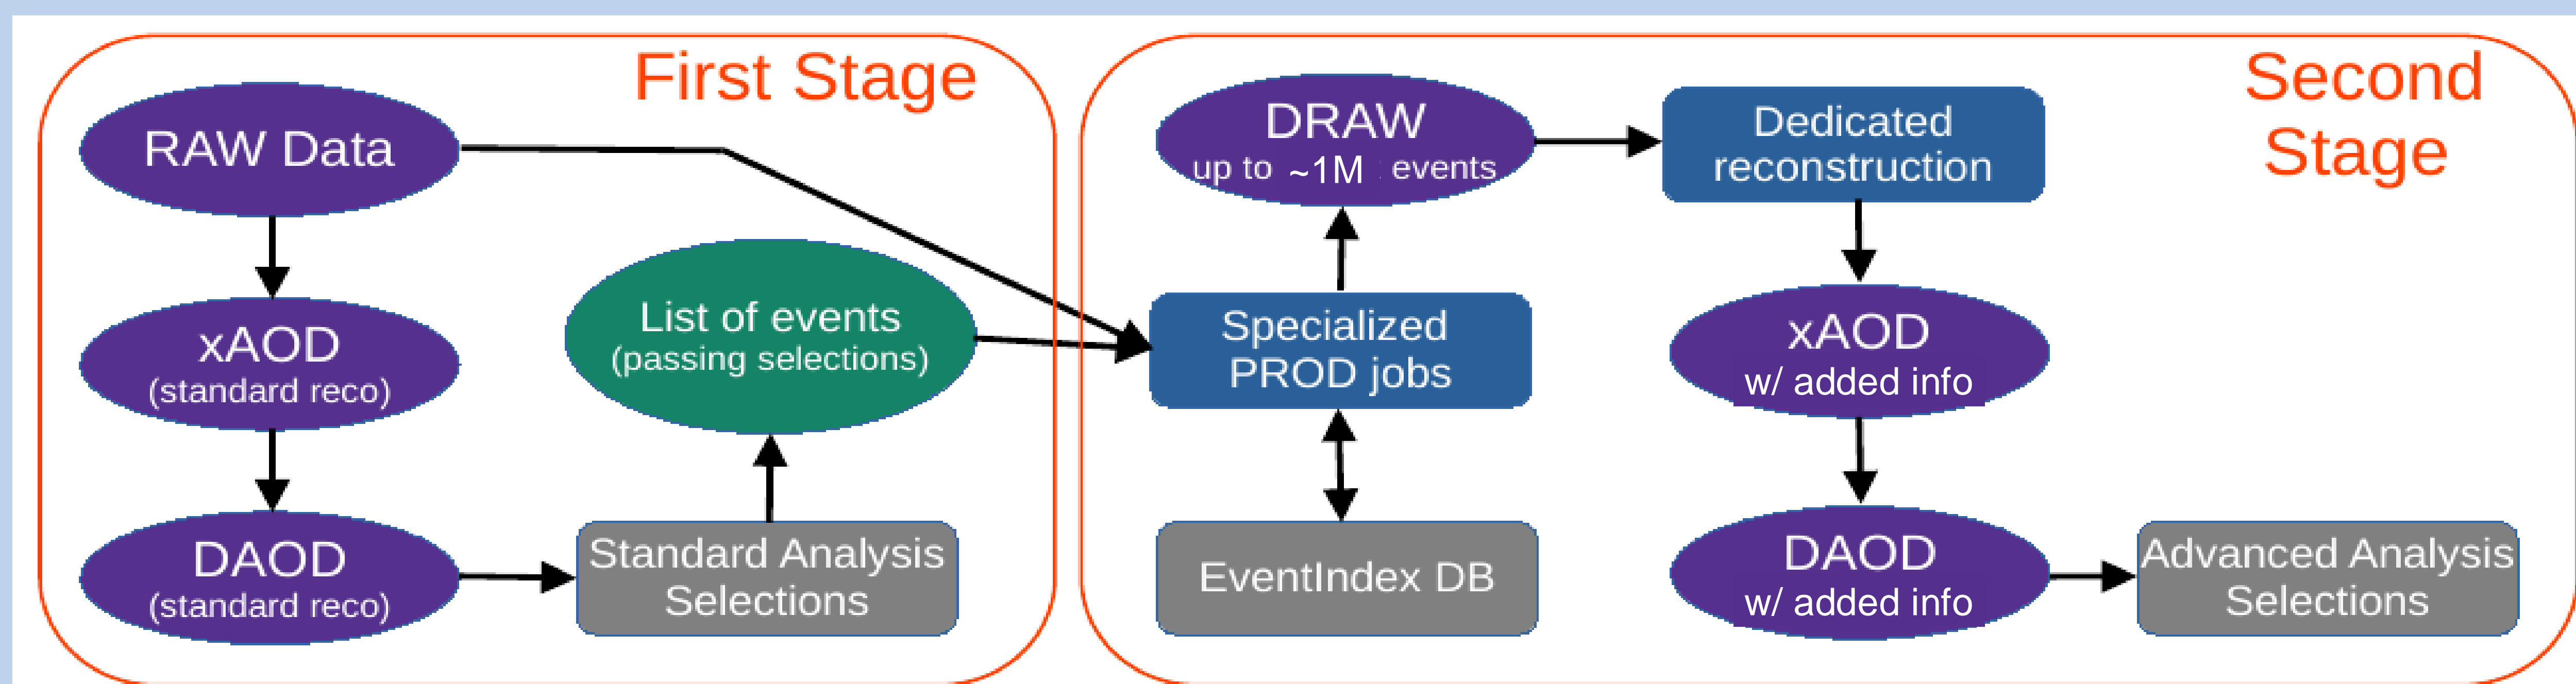 First Stage
RAW Data
xAOD
(standard reco)
DAOD
(standard reco)
List of events
(passing selections)
Standard Analysis
Selections
Second
Stage
DRAW
up to ~1M events
Specialized
PROD jobs
EventIndex DB
Dedicated
reconstruction
xAOD
w/ added info
DAOD
w/ added info
Advanced Analysis
Selections